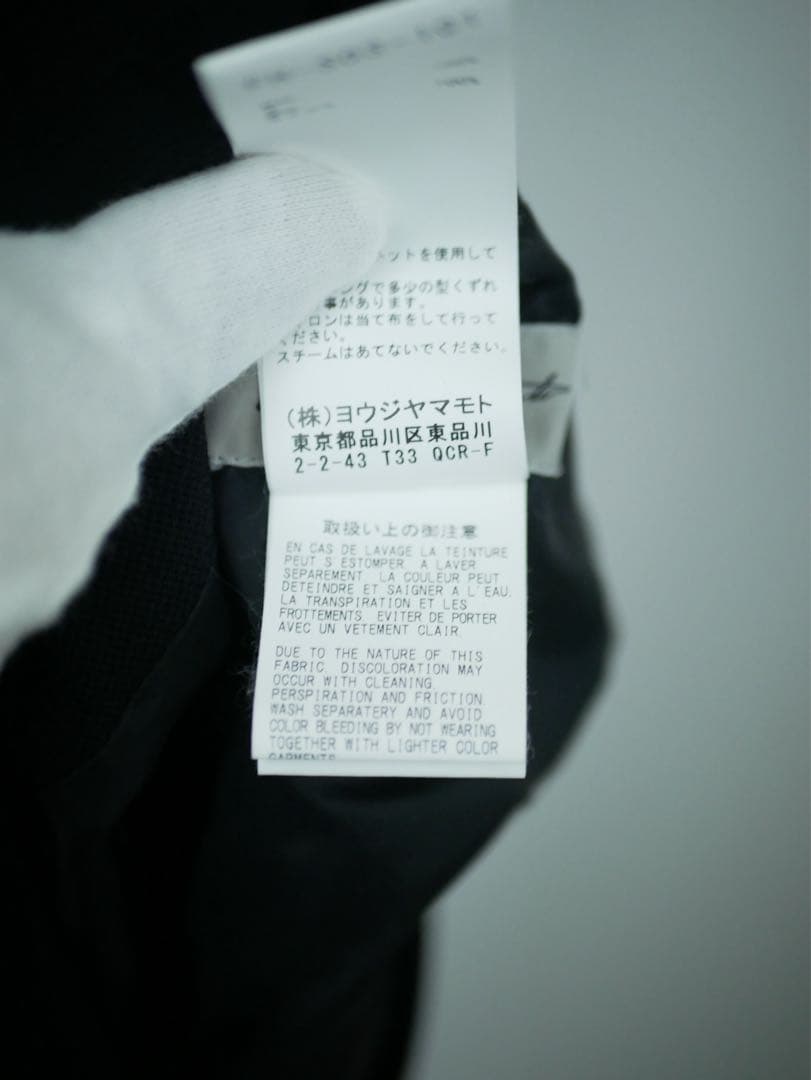 ットを使用して
ングで多少の型くずれ
事があります。
ロンは当て布をして行って
ください。
スチームはあてないでください。
(株)ヨウジヤマモト
東京都品川区東品川
2-2-43 T33 QCR-F
取扱い上の御注意
EN CAS DE LAVAGE LA TEINTURE
PEUT S ESTOMPER. A LAVER
SEPAREMENT. LA COULEUR PEUT
DETEINDRE ET SAIGNER A L'EAU.
LA TRANSPIRATION ET LES
FROTTEMENTS. EVITER DE PORTER
AVEC UN VETEMENT CLAIR.
DUE TO THE NATURE OF THIS
FABRIC. DISCOLORATION MAY
OCCUR WITH CLEANING.
PERSPIRATION AND FRICTION.
WASH SEPARATERY AND AVOID
COLOR BLEEDING BY NOT WEARING
TOGETHER WITH LIGHTER COLOR
GARMENTS